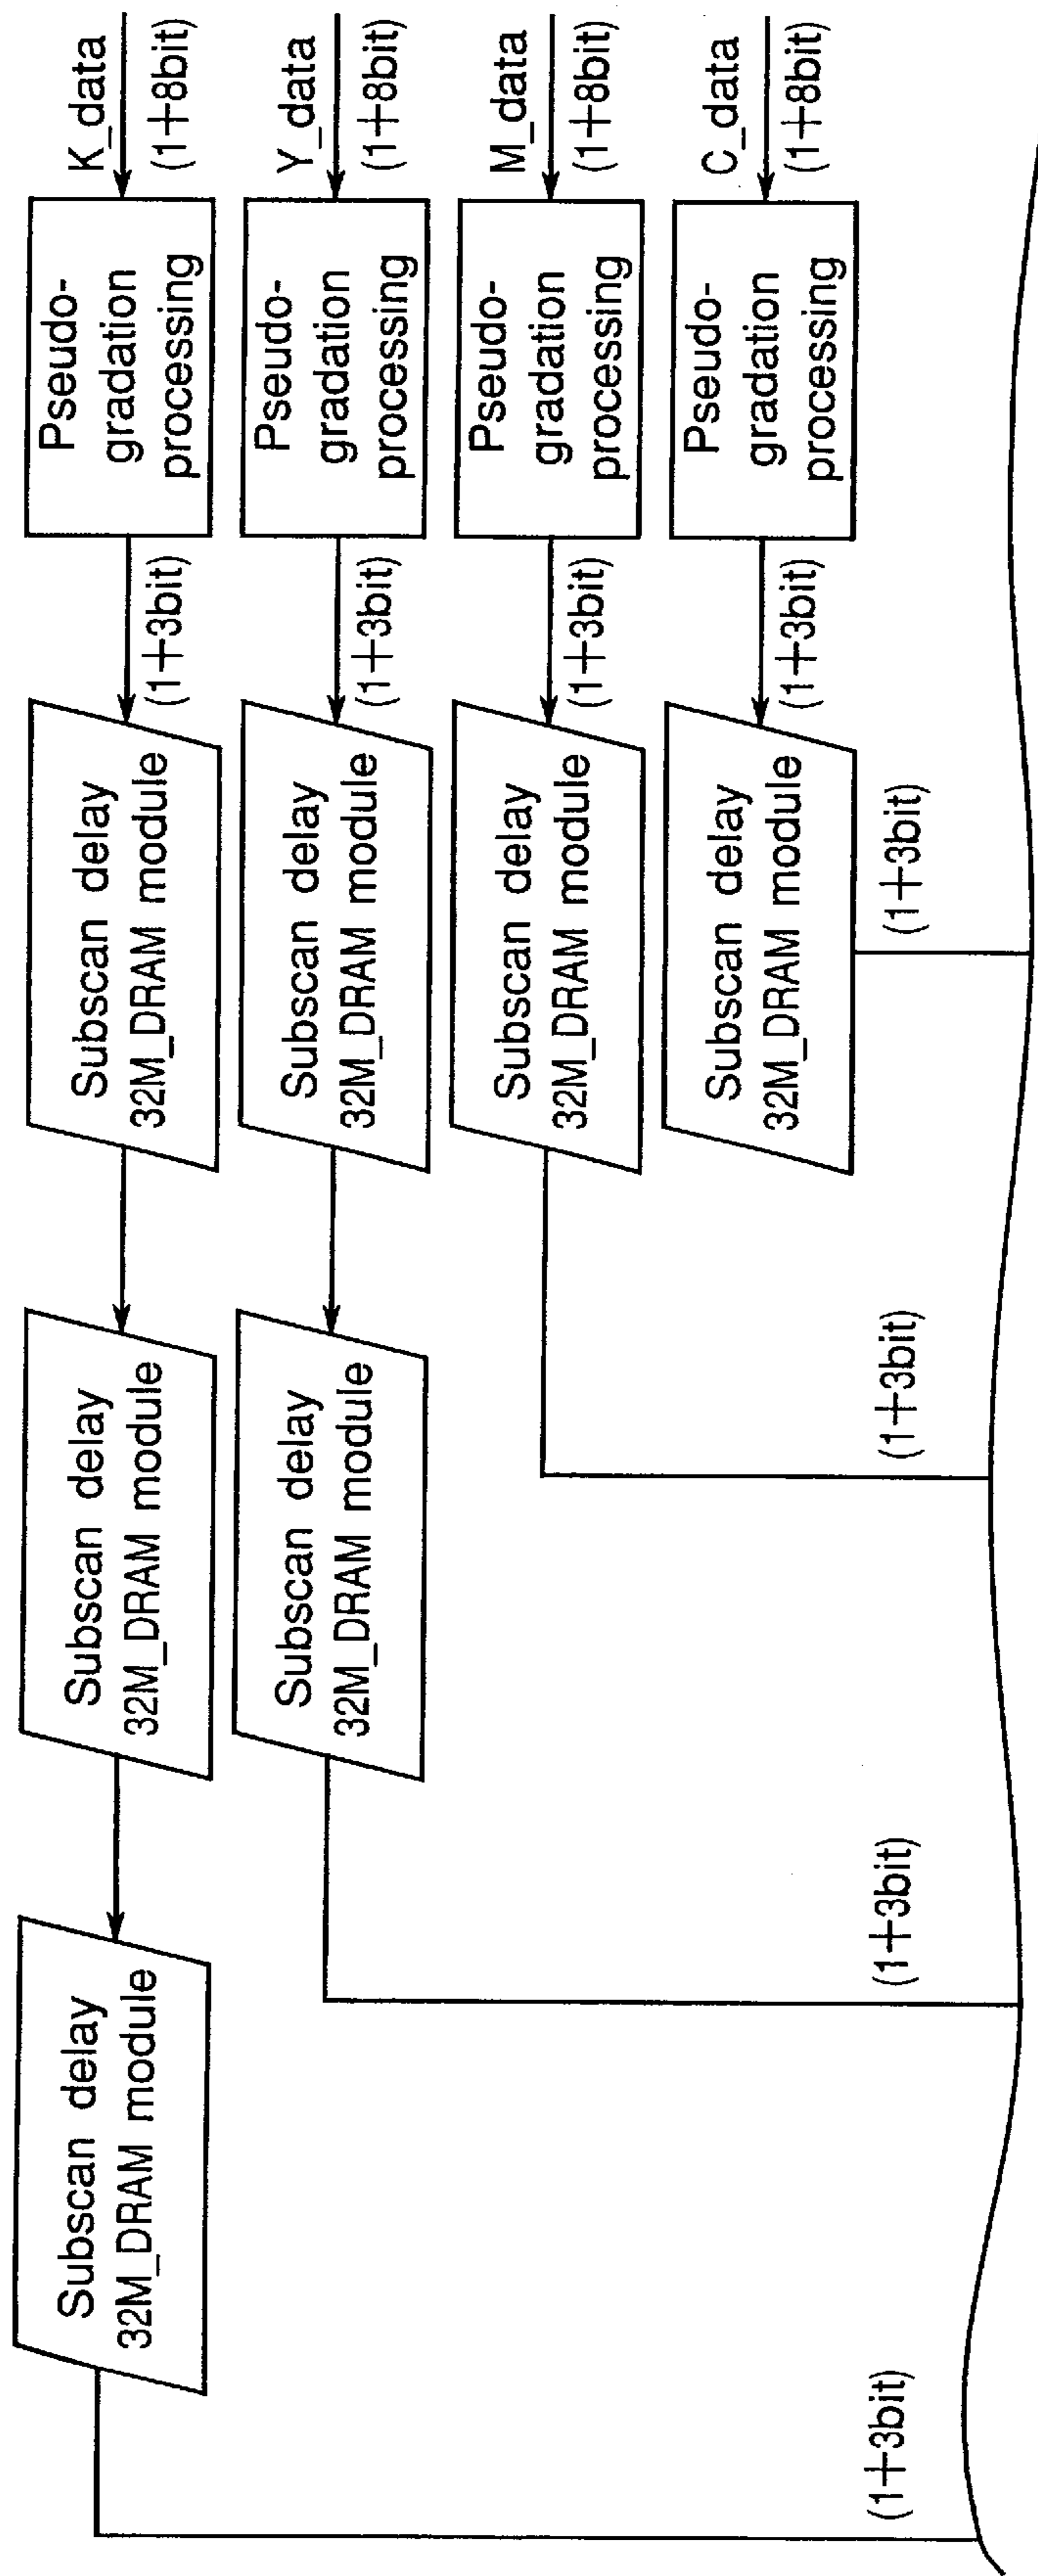 Subscan delay
32M_DRAM module
Subscan delay
32M_DRAM module
Subscan delay
32M_DRAM module
(1+3bit)
Pseudo-
gradation
processing
K_data
(1+8bit)
Subscan delay
32M_DRAM module
Subscan delay
32M_DRAM module
(1+3bit)
Pseudo-
gradation
processing
Y_data
(1+8bit)
Subscan delay
32M_DRAM module
(1+3bit)
Pseudo-
gradation
processing
M_data
(1+8bit)
Subscan delay
32M_DRAM module
(1+3bit)
Pseudo-
gradation
processing
C_data
(1+8bit)
(1+3bit)
(1+3bit)
(1+3bit)
(1+3bit)